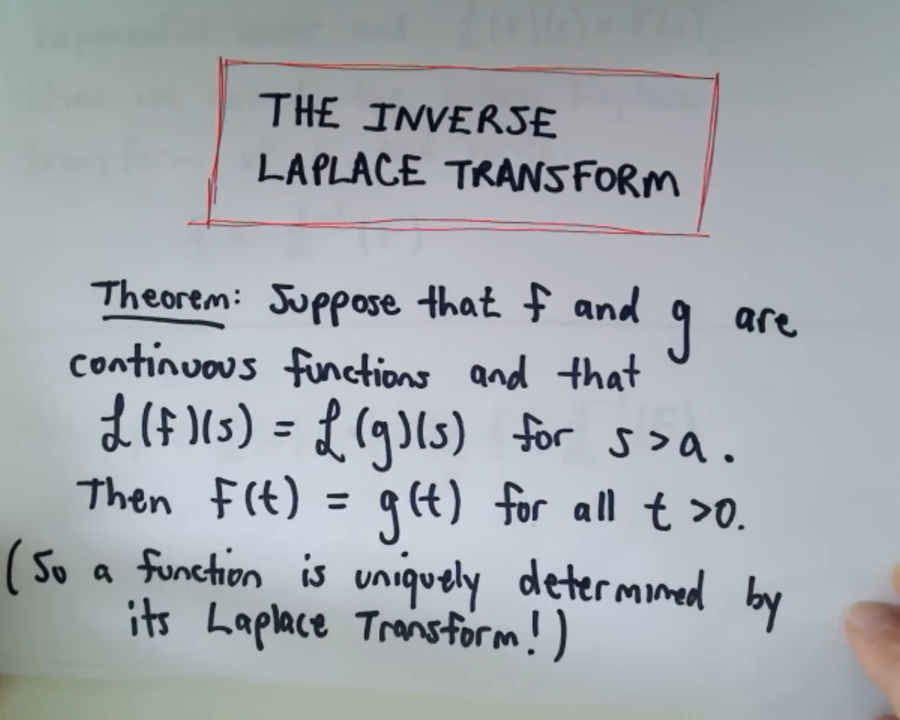 THE INVERSE
LAPLACE TRANSFORM
Theorem: Suppose that f and g are
continuous functions and that
ℒ(f)(s) = ℒ(g)(s) for s>a.
Then f(t) = g(t) for all t >0.
(So a function is uniquely determined by
its Laplace Transform!)